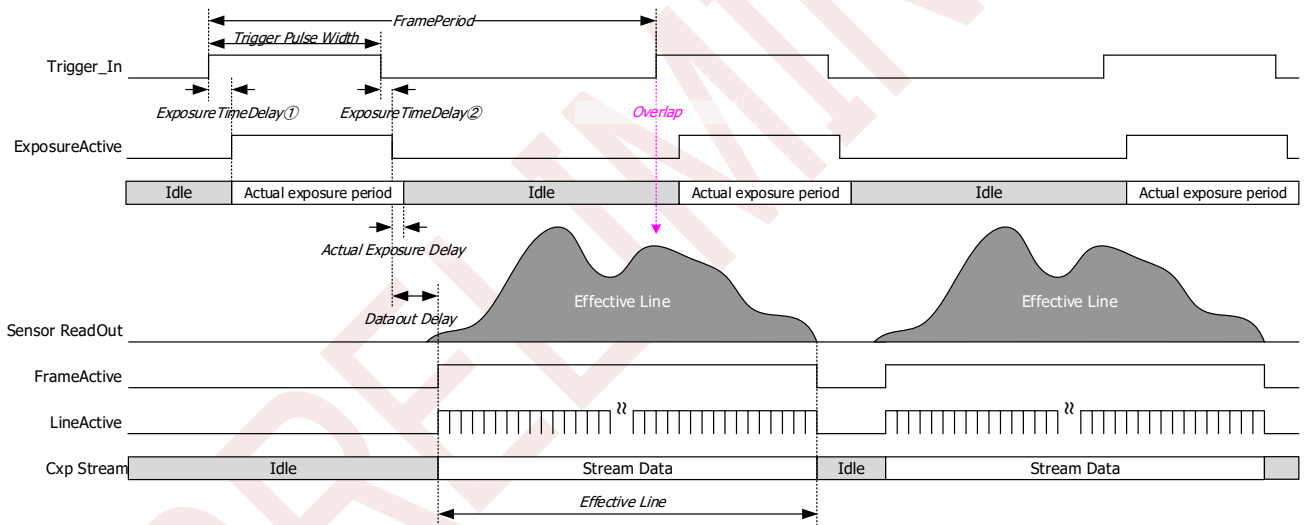 FramePeriod
Trigger Pulse Width
Trigger_In
ExposureTimeDelay① ExposureTimeDelay② Overlap
ExposureActive
Idle Actual exposure period Idle Actual exposure period Idle Actual exposure period
Actual Exposure Delay
Effective Line Effective Line
Dataout Delay
Sensor ReadOut
FrameActive
LineActive ≈ ≈
Cxp Stream Idle Stream Data Idle Stream Data
Effective Line